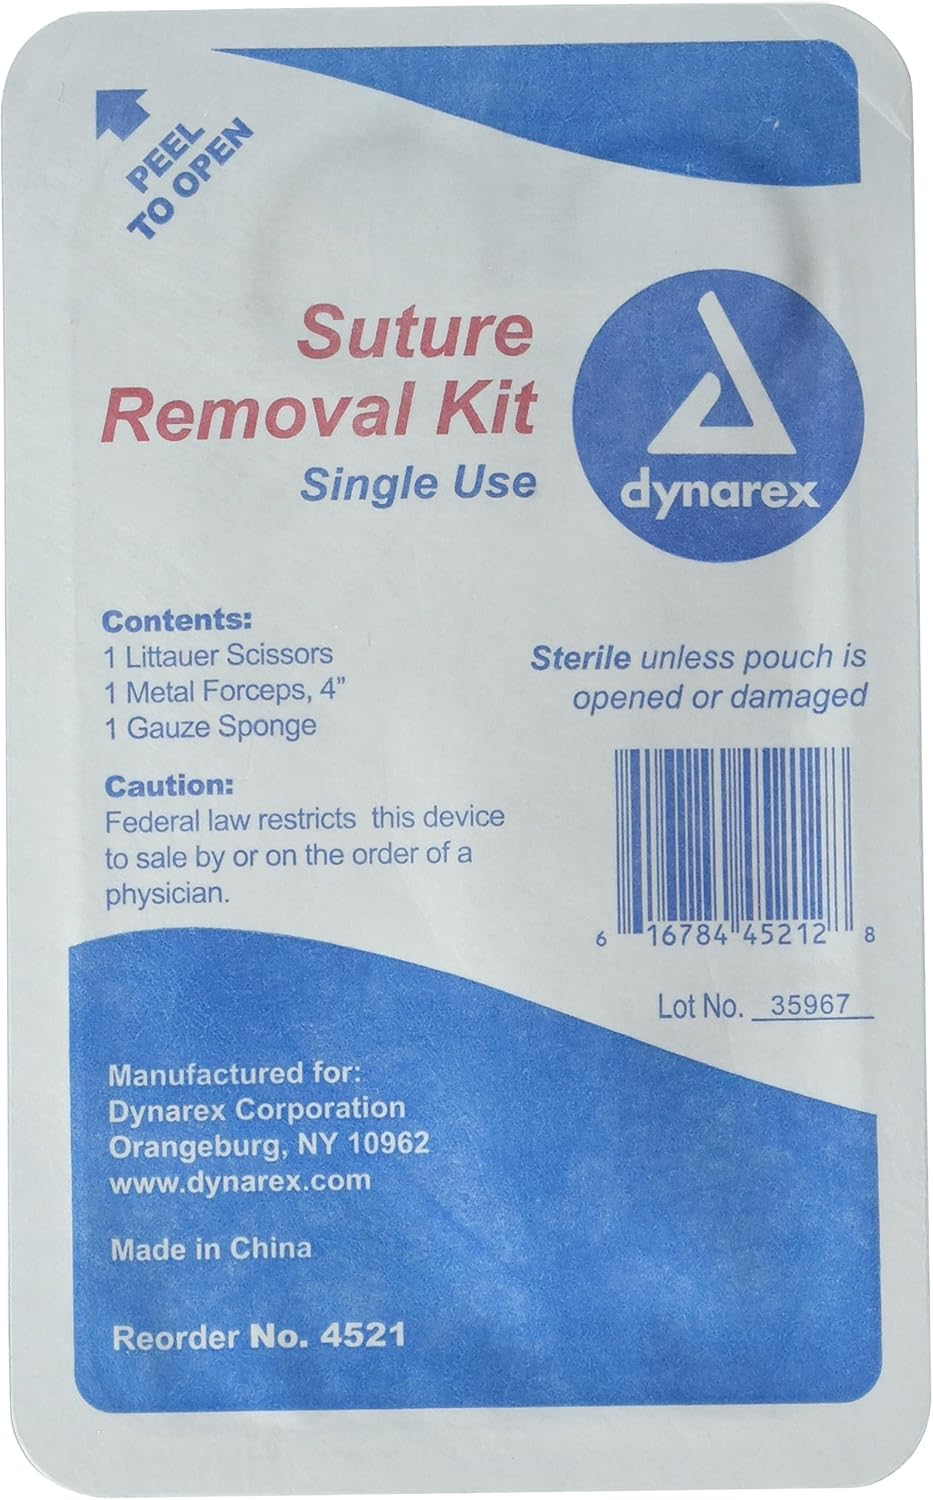 PEEL
TO OPEN
Suture
Removal Kit
Single Use
dynarex
Contents:
1 Littauer Scissors
1 Metal Forceps, 4”
1 Gauze Sponge
Sterile unless pouch is
opened or damaged
Caution:
Federal law restricts this device
to sale by or on the order of a
physician.
6 16784 45212 8
Lot No. 35967
Manufactured for:
Dynarex Corporation
Orangeburg, NY 10962
www.dynarex.com
Made in China
Reorder No. 4521